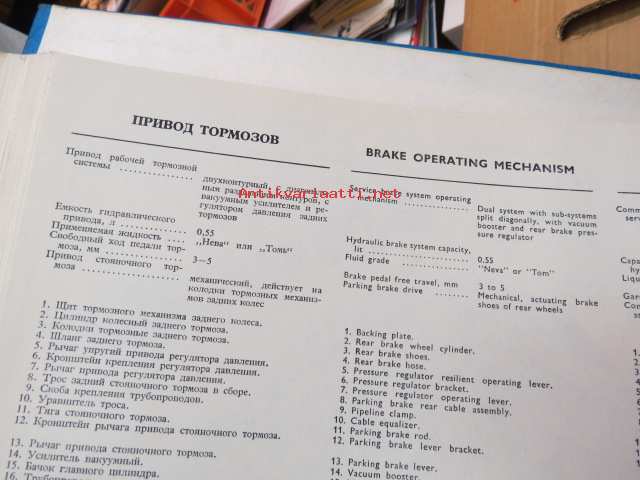 ПРИВОД ТОРМОЗОВ
Привод рабочей тормозной
системы ................ двухконтурный, с диагональ-
ным разделением контуров, с
вакуумным усилителем и ре-
гулятором давления задних
тормозов
Емкость гидравлического
привода, л ........ 0,55
Применяемая жидкость .... „Нева“ или „Томь“
Свободный ход педали тор-
моза, мм ............ 3—5
Привод стояночного тор-
моза .................. механический, действует на
колодки тормозных механиз-
мов задних колес
1. Щит тормозного механизма заднего колеса.
2. Цилиндр колесный заднего тормоза.
3. Колодки тормозные заднего тормоза.
4. Шланг заднего тормоза.
5. Рычаг упругий привода регулятора давления.
6. Кронштейн крепления регулятора давления.
7. Рычаг привода регулятора давления.
8. Трос задний стояночного тормоза в сборе.
9. Скоба крепления трубопроводов.
10. Уравнитель троса.
11. Тяга стояночного тормоза.
12. Кронштейн рычага привода стояночного тормоза.
13. Рычаг привода стояночного тормоза.
14. Усилитель вакуумный.
15. Бачок главного цилиндра.
16.
BRAKE OPERATING MECHANISM
Service brake system operating
mechanism ................ Dual system with sub-systems
split diagonally, with vacuum
booster and rear brake pres-
sure regulator
Hydraulic brake system capacity,
lit ...................... 0.55
Fluid grade ................ "Neva" or "Tom"
Brake pedal free travel, mm 3 to 5
Parking brake drive ........ Mechanical, actuating brake
shoes of rear wheels
1. Backing plate.
2. Rear brake wheel cylinder.
3. Rear brake shoes.
4. Rear brake hose.
5. Pressure regulator resilient operating lever.
6. Pressure regulator bracket.
7. Pressure regulator operating lever.
8. Parking brake rear cable assembly.
9. Pipeline clamp.
10. Cable equalizer.
11. Parking brake rod.
12. Parking brake lever bracket.
13. Parking brake lever.
14. Vacuum booster.
Antikvariaatti.net